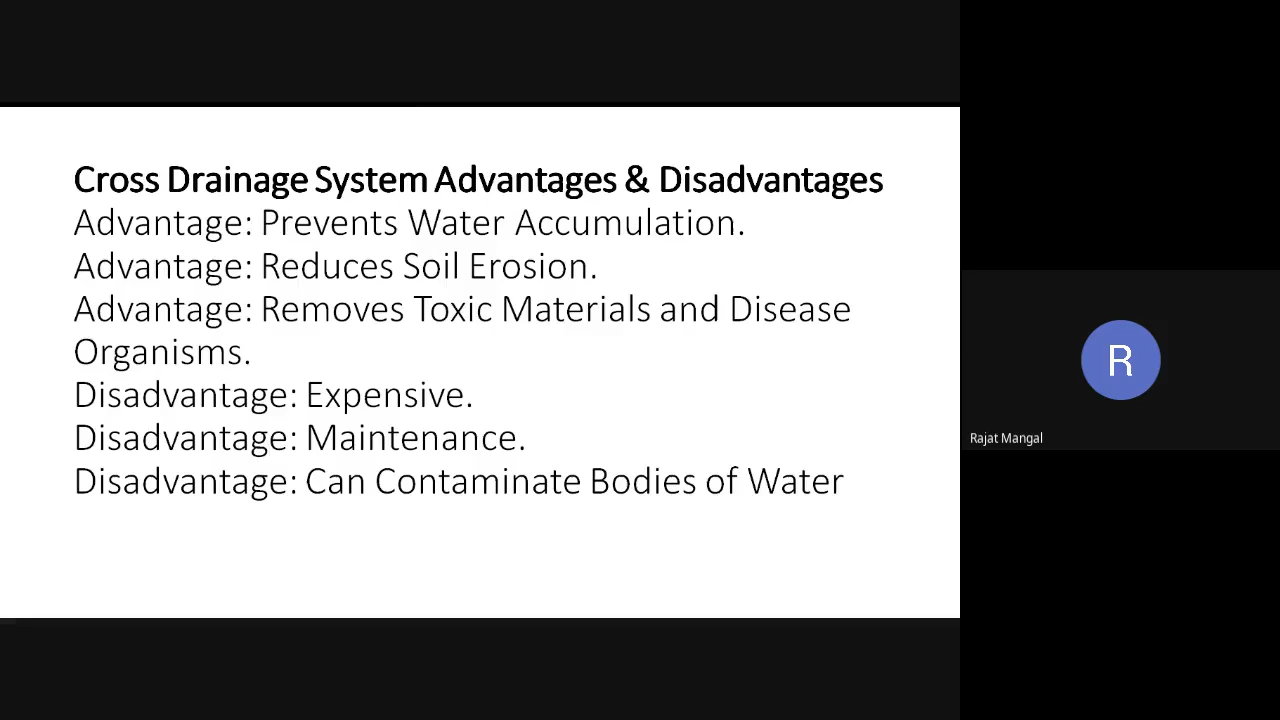 Cross Drainage System Advantages & Disadvantages
Advantage: Prevents Water Accumulation.
Advantage: Reduces Soil Erosion.
Advantage: Removes Toxic Materials and Disease
Organisms.
Disadvantage: Expensive.
Disadvantage: Maintenance.
Disadvantage: Can Contaminate Bodies of Water
R
Rajat Mangal